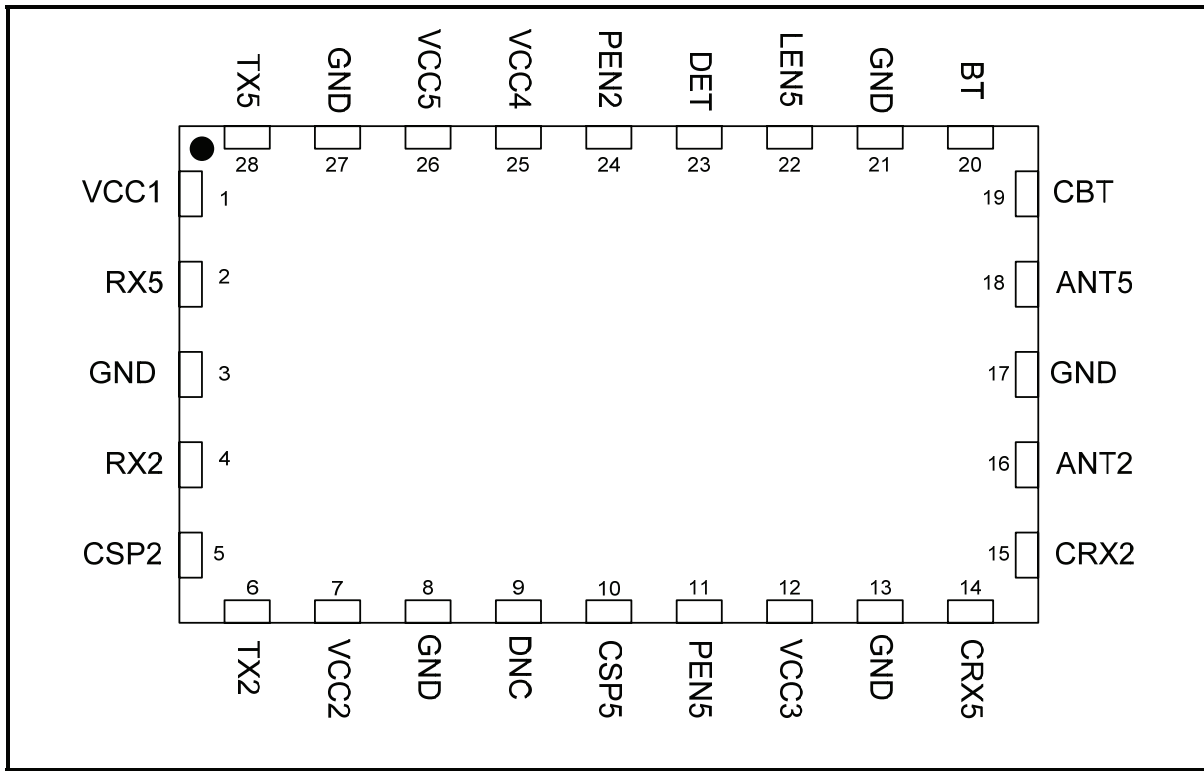 TX5 GND VCC5 VCC4 PEN2 DET LEN5 GND BT
28 27 26 25 24 23 22 21 20
VCC1 1 19 CBT
RX5 2 18 ANT5
GND 3 17 GND
RX2 4 16 ANT2
CSP2 5 15 CRX2
6 7 8 9 10 11 12 13 14
TX2 VCC2 GND DNC CSP5 PEN5 VCC3 GND CRX5